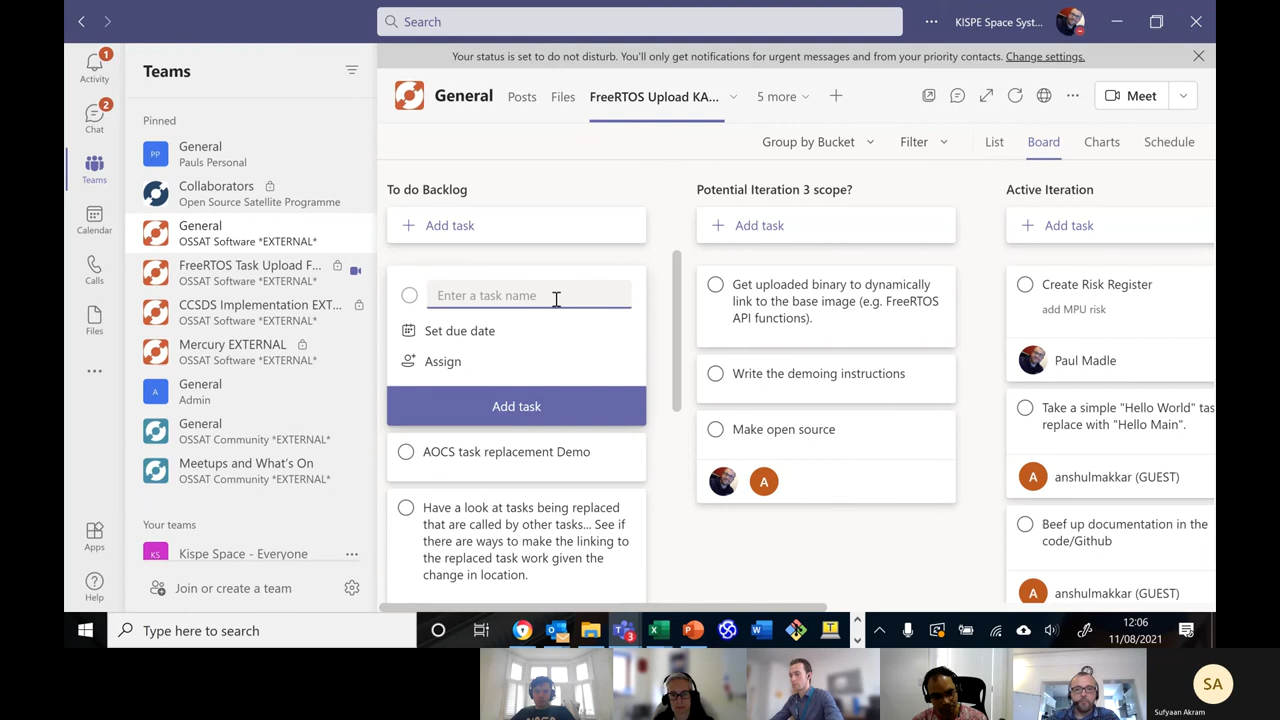 Search
KISPE Space Syst...
Your status is set to do not disturb. You'll only get notifications for urgent messages and from your priority contacts. Change settings.
1
Activity
2
Chat
Teams
Calendar
Calls
Files
Apps
Help
Teams
Pinned
PP
General
Pauls Personal
Collaborators
Open Source Satellite Programme
General
OSSAT Software *EXTERNAL*
FreeRTOS Task Upload F...
OSSAT Software *EXTERNAL*
CCSDS Implementation EXT...
OSSAT Software *EXTERNAL*
Mercury EXTERNAL
OSSAT Software *EXTERNAL*
A
General
Admin
General
OSSAT Community *EXTERNAL*
Meetups and What's On
OSSAT Community *EXTERNAL*
Your teams
KS
Kispe Space - Everyone
Join or create a team
General
Posts
Files
FreeRTOS Upload KA...
5 more
Meet
Group by Bucket
Filter
List
Board
Charts
Schedule
To do Backlog
Add task
Enter a task name
Set due date
Assign
Add task
AOCS task replacement Demo
Have a look at tasks being replaced
that are called by other tasks... See if
there are ways to make the linking to
the replaced task work given the
change in location.
Potential Iteration 3 scope?
Add task
Get uploaded binary to dynamically
link to the base image (e.g. FreeRTOS
API functions).
Write the demoing instructions
Make open source
A
Active Iteration
Add task
Create Risk Register
add MPU risk
Paul Madle
Take a simple "Hello World" tas
replace with "Hello Main".
A
anshulmakkar (GUEST)
Beef up documentation in the
code/Github
A
anshulmakkar (GUEST)
Type here to search
3
12:06
11/08/2021
SA
Sufyaan Akram